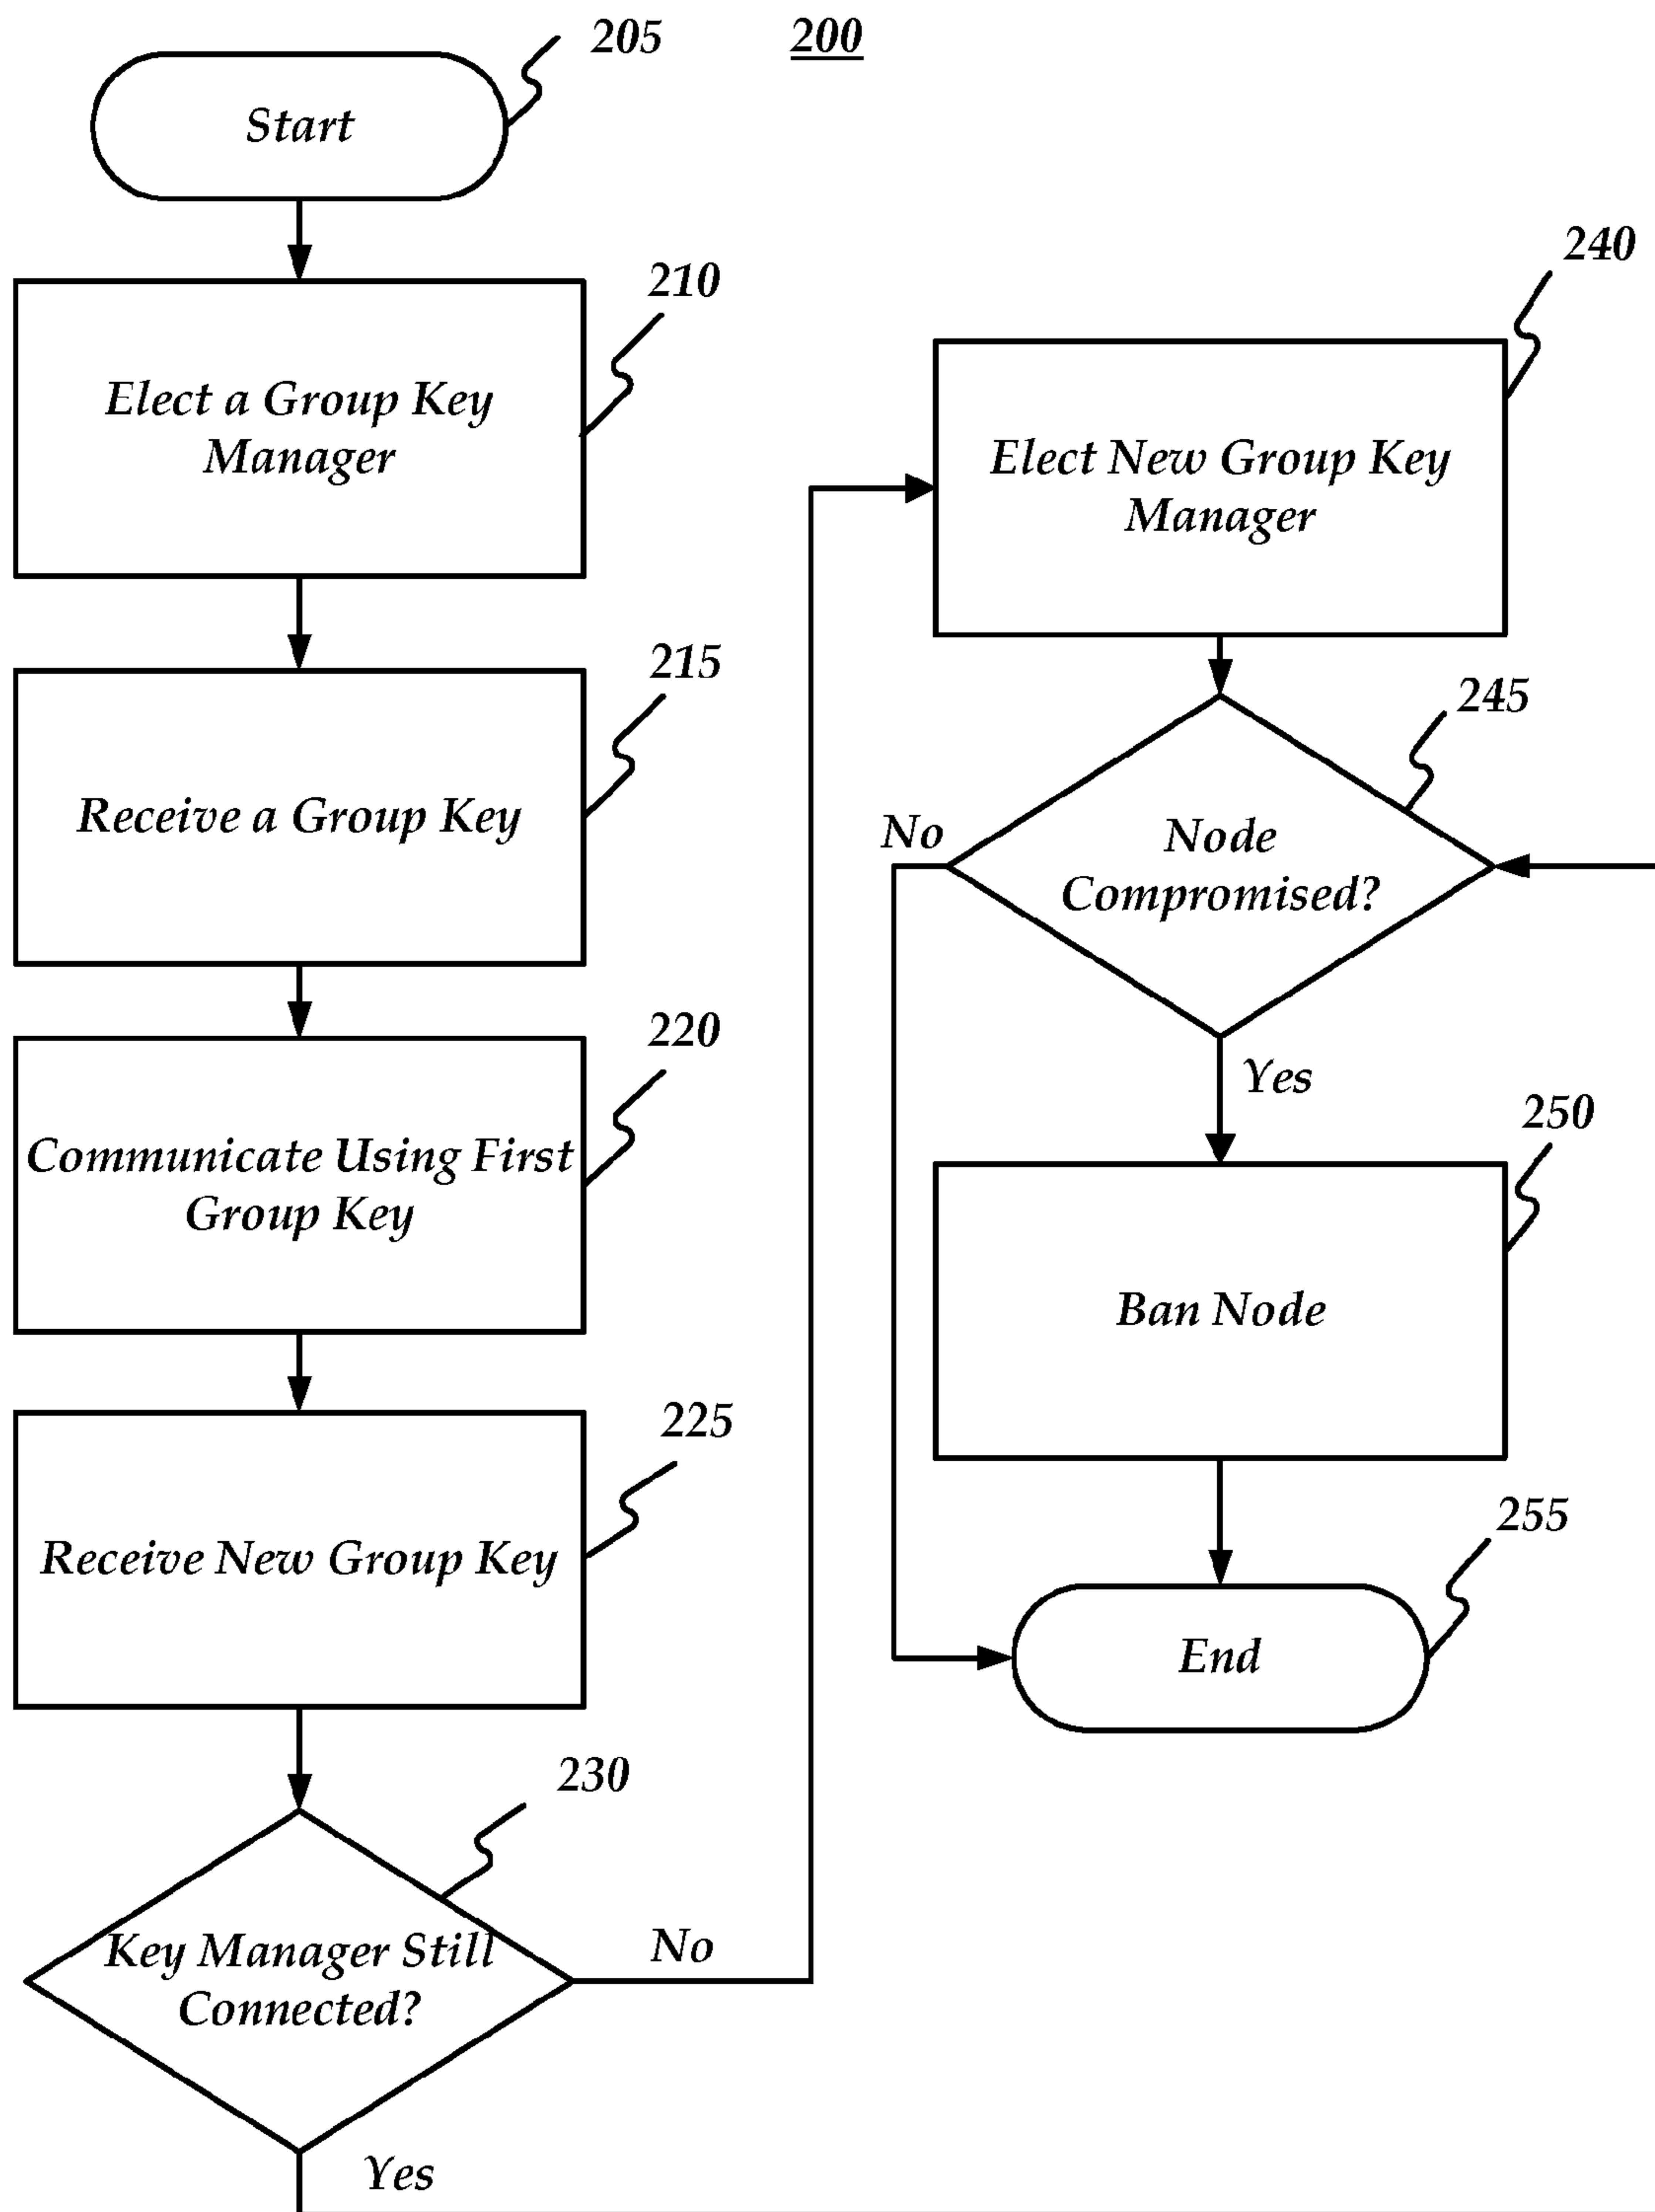 205
200
Start
210
Elect a Group Key
Manager
215
Receive a Group Key
220
Communicate Using First
Group Key
225
Receive New Group Key
230
Key Manager Still
Connected?
No
Yes
240
Elect New Group Key
Manager
245
Node
Compromised?
No
Yes
250
Ban Node
255
End